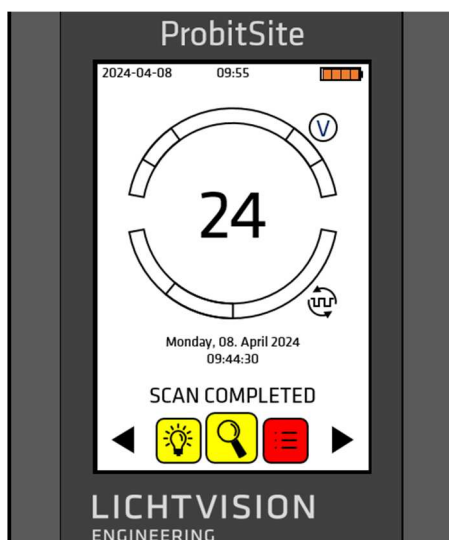 ProbitSite
2024-04-08 09:55
V
24
Monday, 08. April 2024
09:44:30
SCAN COMPLETED
LICHTVISION
ENGINEERING